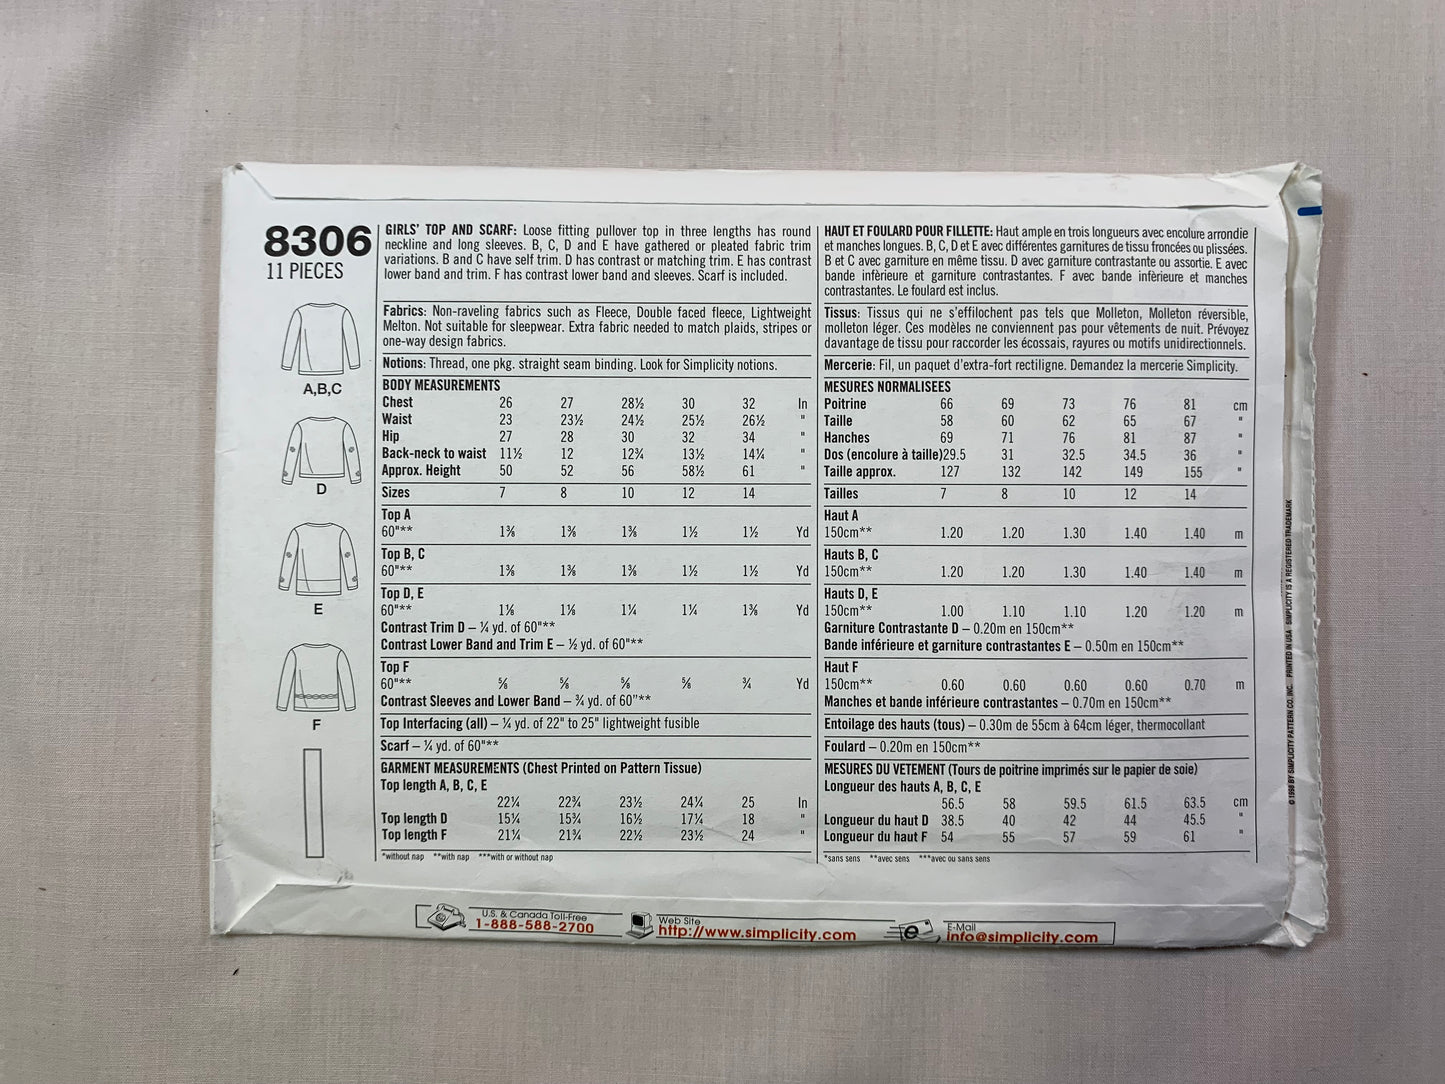 8306
11 PIECES
A,B,C
D
E
F
GIRLS' TOP AND SCARF: Loose fitting pullover top in three lengths has round
neckline and long sleeves. B, C, D and E have gathered or pleated fabric trim
variations. B and C have self trim. D has contrast or matching trim. E has contrast
lower band and trim. F has contrast lower band and sleeves. Scarf is included.
Fabrics: Non-raveling fabrics such as Fleece, Double faced fleece, Lightweight
Melton. Not suitable for sleepwear. Extra fabric needed to match plaids, stripes or
one-way design fabrics.
Notions: Thread, one pkg. straight seam binding. Look for Simplicity notions.
BODY MEASUREMENTS
Chest 26 27 28½ 30 32 In
Waist 23 23½ 24½ 25½ 26½ "
Hip 27 28 30 32 34 "
Back-neck to waist 11½ 12 12¾ 13½ 14¼ "
Approx. Height 50 52 56 58½ 61 "
Sizes 7 8 10 12 14
Top A
60"** 1⅜ 1⅜ 1⅜ 1½ 1½ Yd
Top B, C
60"** 1⅜ 1⅜ 1⅜ 1½ 1½ Yd
Top D, E
60"** 1⅛ 1⅛ 1¼ 1¼ 1⅜ Yd
Contrast Trim D – ¼ yd. of 60"**
Contrast Lower Band and Trim E – ½ yd. of 60"**
Top F
60"** ⅝ ⅝ ⅝ ⅝ ¾ Yd
Contrast Sleeves and Lower Band – ¾ yd. of 60"**
Top Interfacing (all) – ¼ yd. of 22" to 25" lightweight fusible
Scarf – ¼ yd. of 60"**
GARMENT MEASUREMENTS (Chest Printed on Pattern Tissue)
Top length A, B, C, E
22¼ 22¾ 23½ 24¼ 25 In
Top length D 15¼ 15¾ 16½ 17¼ 18 "
Top length F 21¼ 21¾ 22½ 23½ 24 "
*without nap **with nap ***with or without nap
HAUT ET FOULARD POUR FILLETTE: Haut ample en trois longueurs avec encolure arrondie
et manches longues. B, C, D et E avec différentes garnitures de tissu froncées ou plissées.
B et C avec garniture en même tissu. D avec garniture contrastante ou assortie. E avec
bande infèrieure et garniture contrastantes. F avec bande infèrieure et manches
contrastantes. Le foulard est inclus.
Tissus: Tissus qui ne s'effilochent pas tels que Molleton, Molleton réversible,
molleton léger. Ces modèles ne conviennent pas pour vêtements de nuit. Prévoyez
davantage de tissu pour raccorder les écossais, rayures ou motifs unidirectionnels.
Mercerie: Fil, un paquet d'extra-fort rectiligne. Demandez la mercerie Simplicity.
MESURES NORMALISEES
Poitrine 66 69 73 76 81 cm
Taille 58 60 62 65 67 "
Hanches 69 71 76 81 87 "
Dos (encolure à taille) 29.5 31 32.5 34.5 36 "
Taille approx. 127 132 142 149 155 "
Tailles 7 8 10 12 14
Haut A
150cm** 1.20 1.20 1.30 1.40 1.40 m
Hauts B, C
150cm** 1.20 1.20 1.30 1.40 1.40 m
Hauts D, E
150cm** 1.00 1.10 1.10 1.20 1.20 m
Garniture Contrastante D – 0.20m en 150cm**
Bande inférieure et garniture contrastantes E – 0.50m en 150cm**
Haut F
150cm** 0.60 0.60 0.60 0.60 0.70 m
Manches et bande inférieure contrastantes – 0.70m en 150cm**
Entoilage des hauts (tous) – 0.30m de 55cm à 64cm léger, thermocollant
Foulard – 0.20m en 150cm**
MESURES DU VETEMENT (Tours de poitrine imprimés sur le papier de soie)
Longueur des hauts A, B, C, E
56.5 58 59.5 61.5 63.5 cm
Longueur du haut D 38.5 40 42 44 45.5 "
Longueur du haut F 54 55 57 59 61 "
*sans sens **avec sens ***avec ou sans sens
© 1998 BY SIMPLICITY PATTERN CO. INC. PRINTED IN USA SIMPLICITY IS A REGISTERED TRADEMARK
U.S. & Canada Toll-Free
1-888-588-2700
Web Site
http://www.simplicity.com
E-Mail
info@simplicity.com